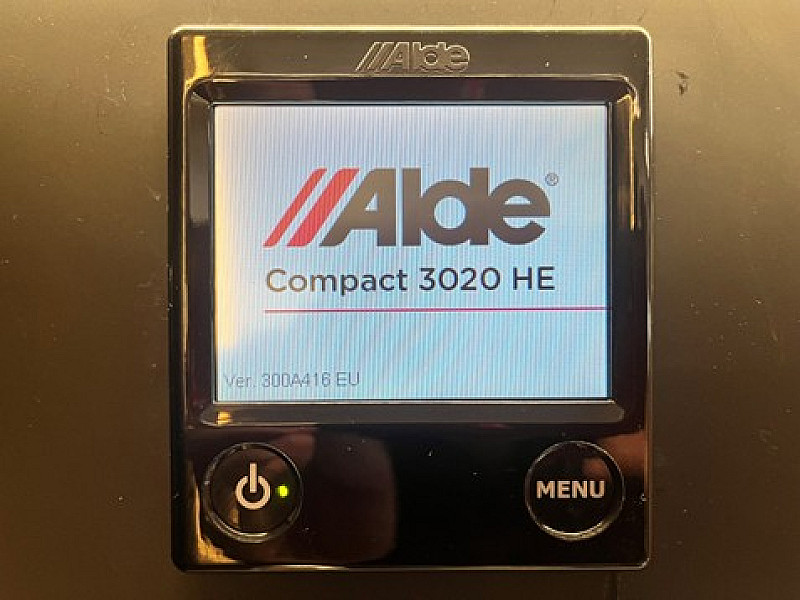 Alde
Alde®
Compact 3020 HE
Ver. 300A416 EU
MENU